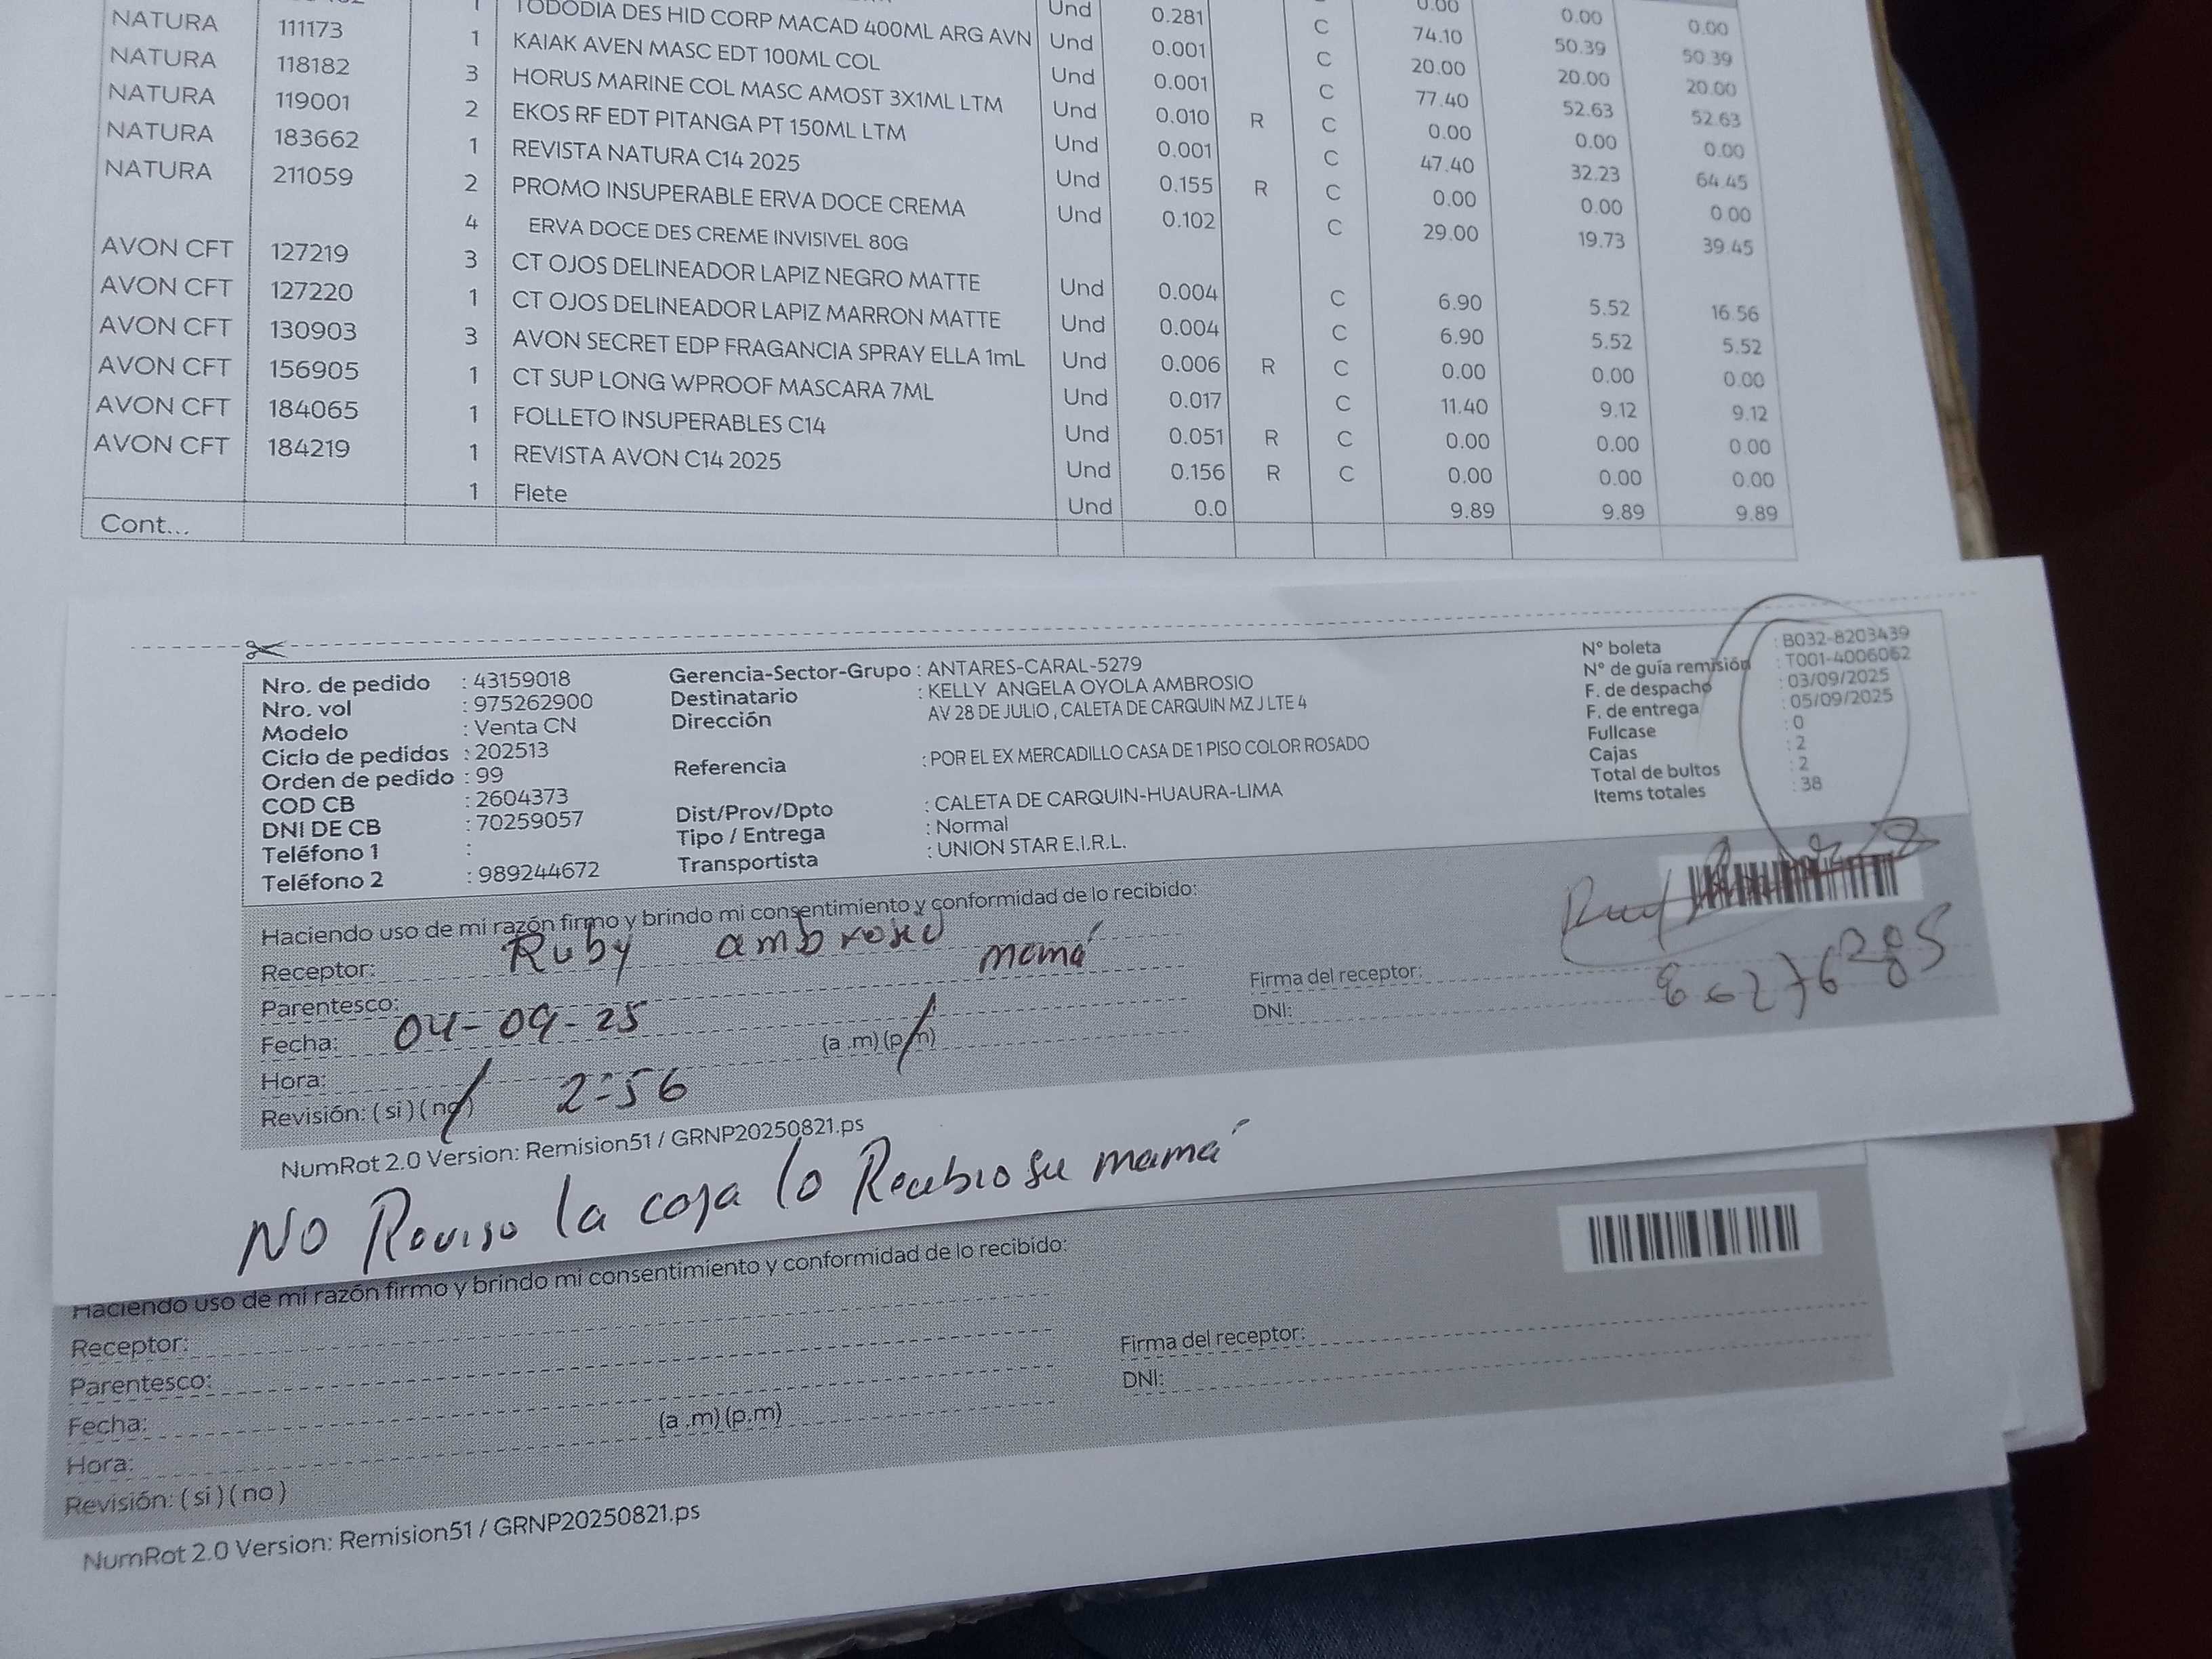 TODODIA DES HID CORP MACAD 400ML ARG AVN Und 0.281 C 0.00 0.00 0.00
NATURA 111173 1 KAIAK AVEN MASC EDT 100ML COL Und 0.001 C 74.10 50.39 50.39
NATURA 118182 3 HORUS MARINE COL MASC AMOST 3X1ML LTM Und 0.001 C 20.00 20.00 20.00
NATURA 119001 2 EKOS RF EDT PITANGA PT 150ML LTM Und 0.010 R C 77.40 52.63 52.63
NATURA 183662 1 REVISTA NATURA C14 2025 Und 0.001 C 0.00 0.00 0.00
NATURA 211059 2 PROMO INSUPERABLE ERVA DOCE CREMA Und 0.155 R C 47.40 32.23 64.45
4 ERVA DOCE DES CREME INVISIVEL 80G Und 0.102 C 0.00 0.00 0.00
29.00 19.73 39.45
AVON CFT 127219 3 CT OJOS DELINEADOR LAPIZ NEGRO MATTE Und 0.004 C 6.90 5.52 16.56
AVON CFT 127220 1 CT OJOS DELINEADOR LAPIZ MARRON MATTE Und 0.004 C 6.90 5.52 5.52
AVON CFT 130903 3 AVON SECRET EDP FRAGANCIA SPRAY ELLA 1mL Und 0.006 R C 0.00 0.00 0.00
AVON CFT 156905 1 CT SUP LONG WPROOF MASCARA 7ML Und 0.017 C 11.40 9.12 9.12
AVON CFT 184065 1 FOLLETO INSUPERABLES C14 Und 0.051 R C 0.00 0.00 0.00
AVON CFT 184219 1 REVISTA AVON C14 2025 Und 0.156 R C 0.00 0.00 0.00
1 Flete Und 0.0 9.89 9.89 9.89
Cont...
Nro. de pedido : 43159018
Nro. vol : 975262900
Modelo : Venta CN
Ciclo de pedidos : 202513
Orden de pedido : 99
COD CB : 2604373
DNI DE CB : 70259057
Teléfono 1 :
Teléfono 2 : 989244672
Gerencia-Sector-Grupo : ANTARES-CARAL-5279
Destinatario : KELLY ANGELA OYOLA AMBROSIO
Dirección AV 28 DE JULIO , CALETA DE CARQUIN MZ J LTE 4
Referencia : POR EL EX MERCADILLO CASA DE 1 PISO COLOR ROSADO
Dist/Prov/Dpto : CALETA DE CARQUIN-HUAURA-LIMA
Tipo / Entrega : Normal
Transportista : UNION STAR E.I.R.L.
N° boleta : B032-8203439
N° de guía remisión : T001-4006062
F. de despacho : 03/09/2025
F. de entrega : 05/09/2025
Fullcase : 0
Cajas : 2
Total de bultos : 2
Items totales : 38
Haciendo uso de mi razón firmo y brindo mi consentimiento y conformidad de lo recibido:
Receptor: Ruby ambrosio
Parentesco: mamá
Fecha: 04-09-25
Hora: 2:56 (a .m) (p.m)
Revisión: ( si ) ( no )
Firma del receptor:
DNI:
NumRot 2.0 Version: Remision51 / GRNP20250821.ps
NO Reviso la caja lo Recibio su mamá
Haciendo uso de mi razón firmo y brindo mi consentimiento y conformidad de lo recibido:
Receptor:
Parentesco:
Fecha:
Hora: (a .m) (p.m)
Revisión: ( si ) ( no )
Firma del receptor:
DNI:
NumRot 2.0 Version: Remision51 / GRNP20250821.ps